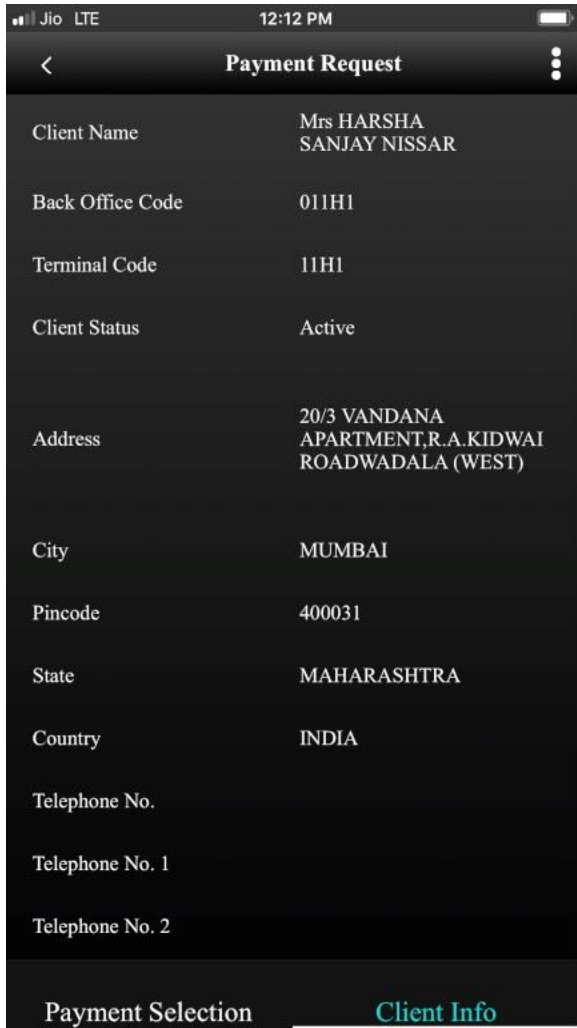 Jio LTE 12:12 PM
Payment Request
Client Name Mrs HARSHA
SANJAY NISSAR
Back Office Code 011H1
Terminal Code 11H1
Client Status Active
Address 20/3 VANDANA
APARTMENT,R.A.KIDWAI
ROADWADALA (WEST)
City MUMBAI
Pincode 400031
State MAHARASHTRA
Country INDIA
Telephone No.
Telephone No. 1
Telephone No. 2
Payment Selection Client Info